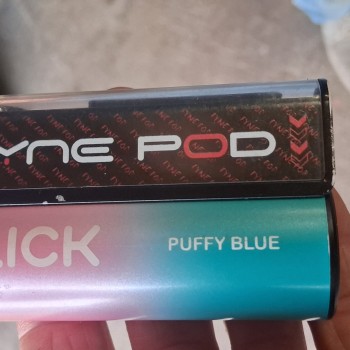 YNE POD
LICK
PUFFY BLUE